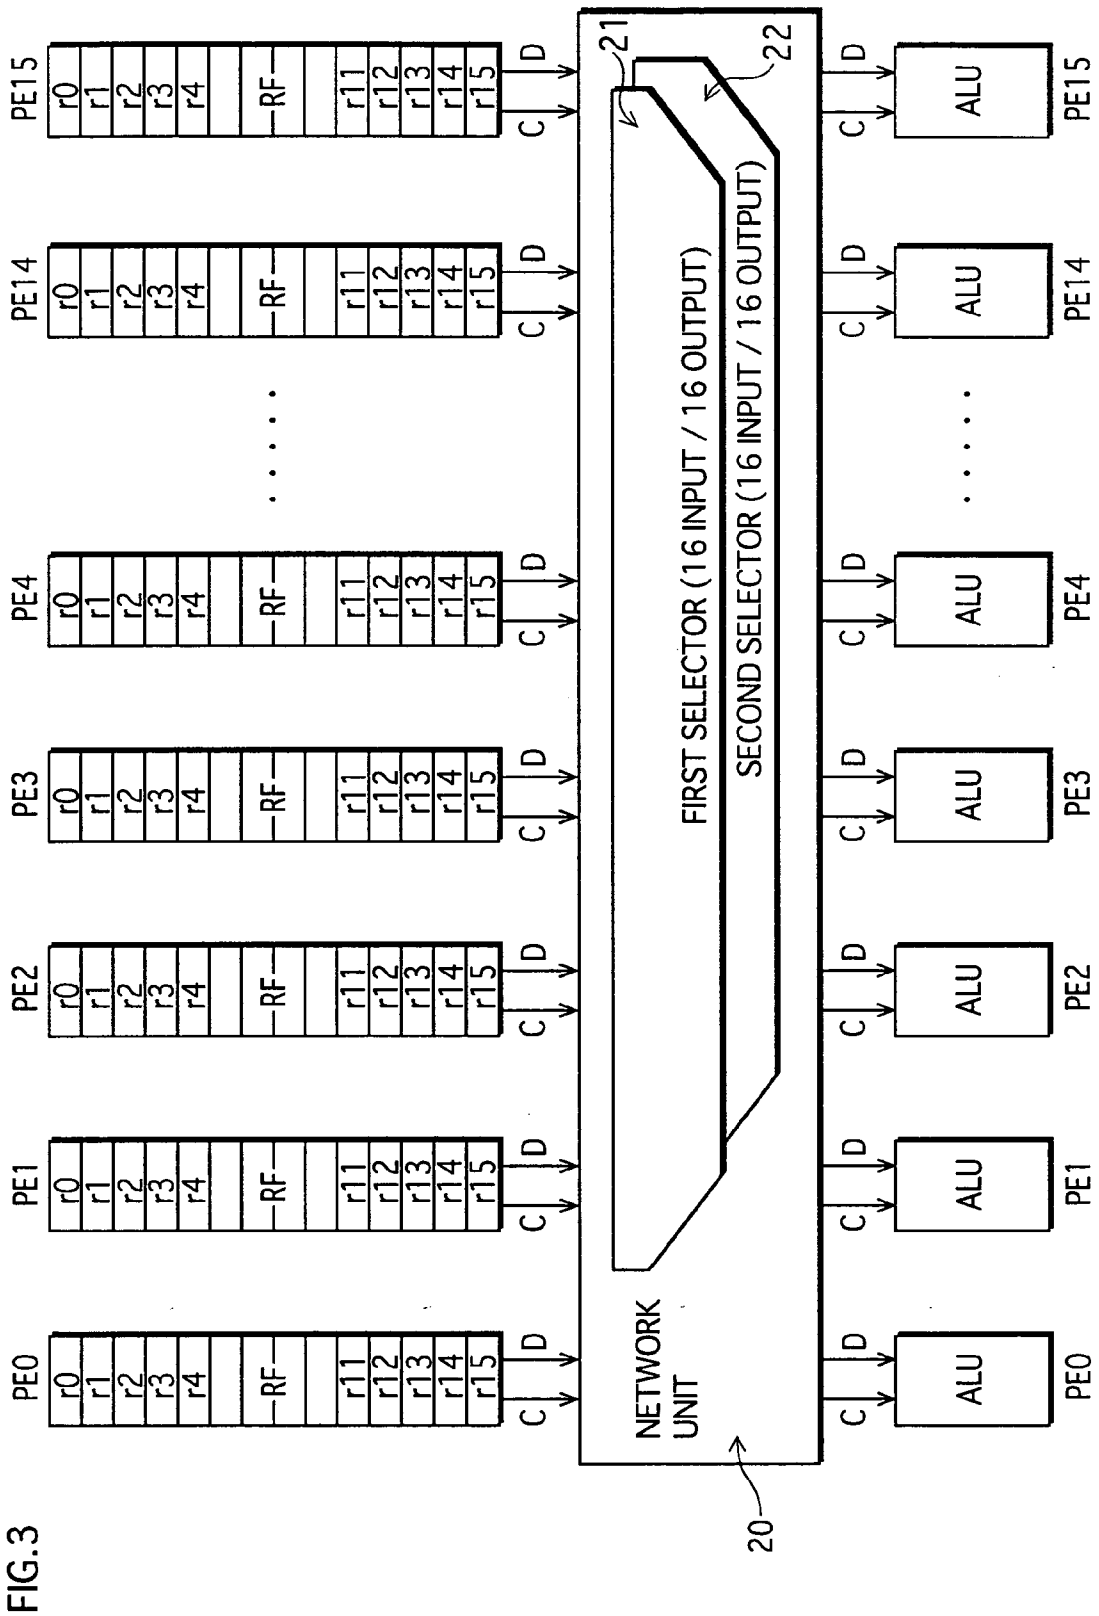 FIG.3
PE0 PE1 PE2 PE3 PE4 ······ PE14 PE15
r0 r0 r0 r0 r0 r0 r0
r1 r1 r1 r1 r1 r1 r1
r2 r2 r2 r2 r2 r2 r2
r3 r3 r3 r3 r3 r3 r3
r4 r4 r4 r4 r4 r4 r4
RF RF RF RF RF RF RF
r11 r11 r11 r11 r11 r11 r11
r12 r12 r12 r12 r12 r12 r12
r13 r13 r13 r13 r13 r13 r13
r14 r14 r14 r14 r14 r14 r14
r15 r15 r15 r15 r15 r15 r15
C D C D C D C D C D C D C D
21
NETWORK
UNIT
FIRST SELECTOR (16 INPUT / 16 OUTPUT)
SECOND SELECTOR (16 INPUT / 16 OUTPUT)
22
20
C D C D C D C D C D C D C D
ALU ALU ALU ALU ALU ······ ALU ALU
PE0 PE1 PE2 PE3 PE4 PE14 PE15